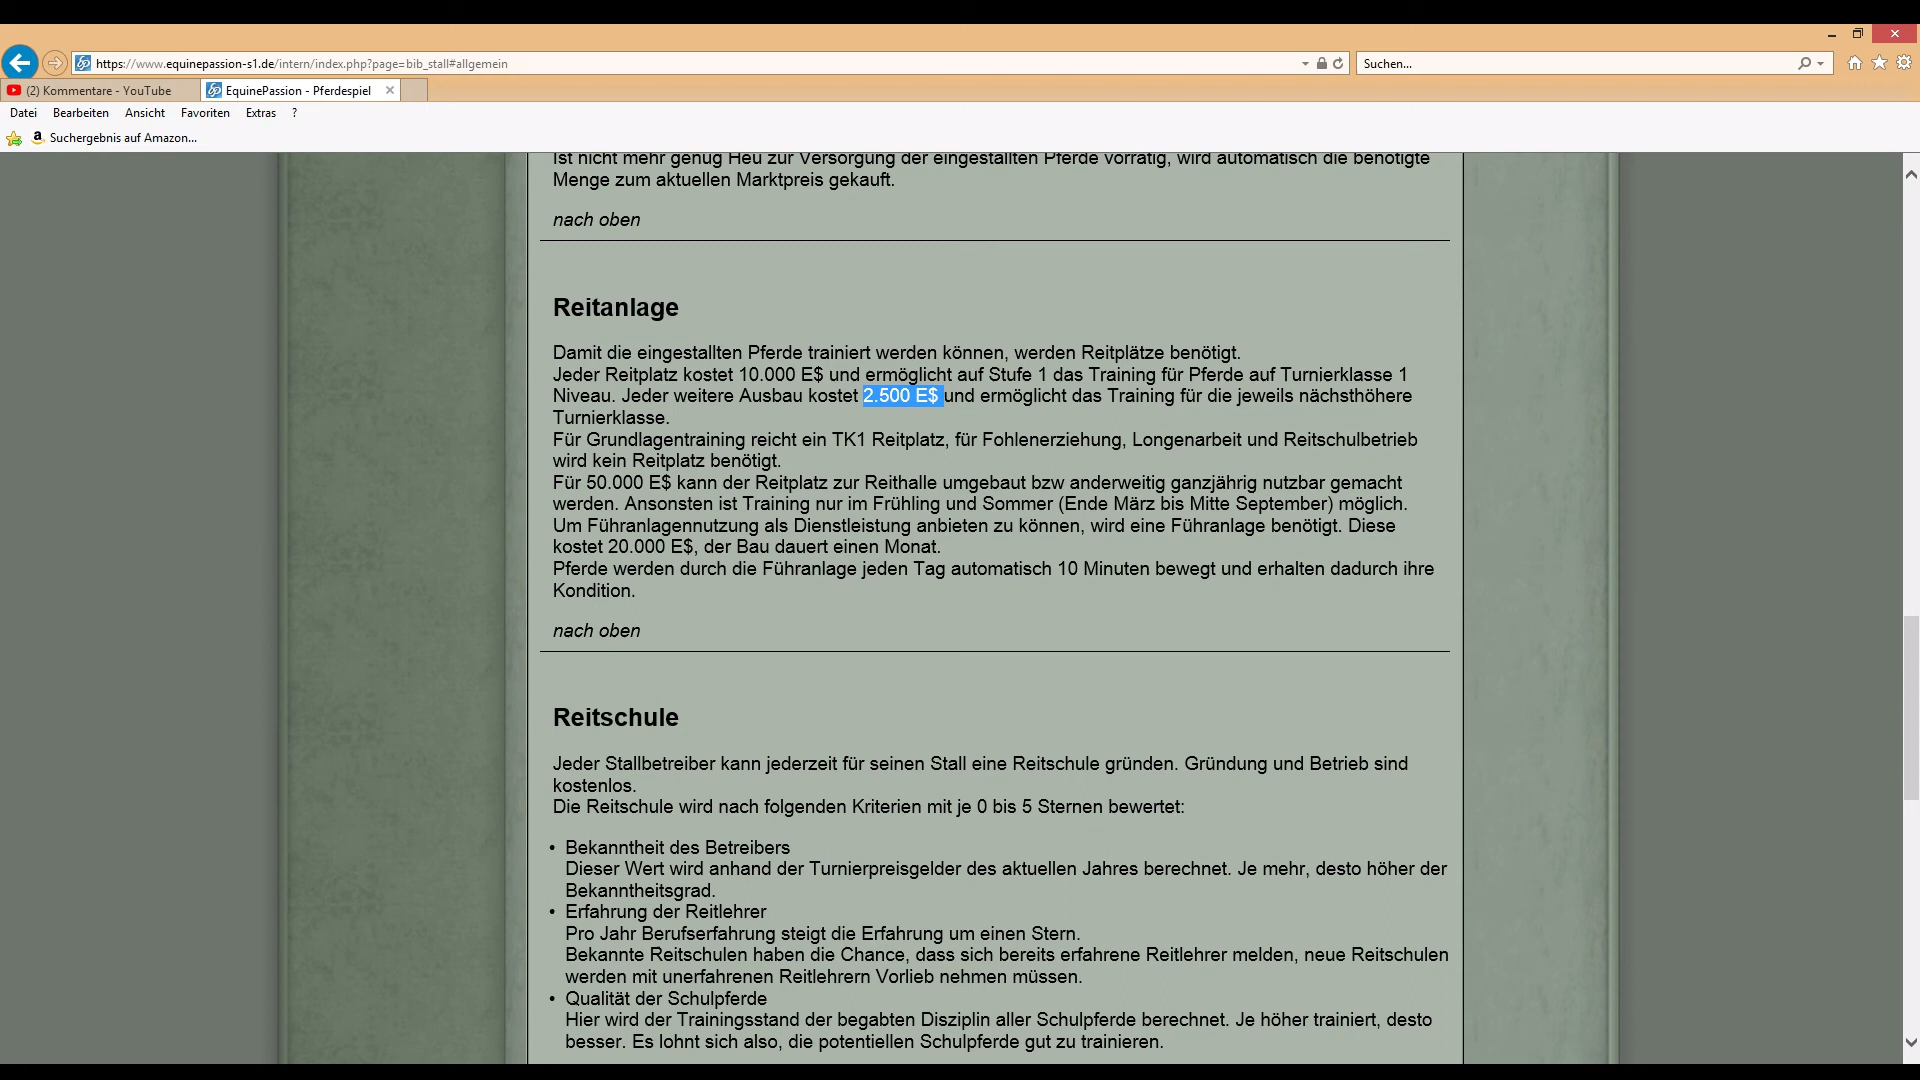 https://www.equinepassion-s1.de/intern/index.php?page=bib_stall#allgemein
Suchen...
(2) Kommentare - YouTube
EquinePassion - Pferdespiel
Datei Bearbeiten Ansicht Favoriten Extras ?
a Suchergebnis auf Amazon...
Ist nicht mehr genug Heu zur Versorgung der eingestallten Pferde vorrätig, wird automatisch die benötigte
Menge zum aktuellen Marktpreis gekauft.
nach oben
Reitanlage
Damit die eingestallten Pferde trainiert werden können, werden Reitplätze benötigt.
Jeder Reitplatz kostet 10.000 E$ und ermöglicht auf Stufe 1 das Training für Pferde auf Turnierklasse 1
Niveau. Jeder weitere Ausbau kostet 2.500 E$ und ermöglicht das Training für die jeweils nächsthöhere
Turnierklasse.
Für Grundlagentraining reicht ein TK1 Reitplatz, für Fohlenerziehung, Longenarbeit und Reitschulbetrieb
wird kein Reitplatz benötigt.
Für 50.000 E$ kann der Reitplatz zur Reithalle umgebaut bzw anderweitig ganzjährig nutzbar gemacht
werden. Ansonsten ist Training nur im Frühling und Sommer (Ende März bis Mitte September) möglich.
Um Führanlagennutzung als Dienstleistung anbieten zu können, wird eine Führanlage benötigt. Diese
kostet 20.000 E$, der Bau dauert einen Monat.
Pferde werden durch die Führanlage jeden Tag automatisch 10 Minuten bewegt und erhalten dadurch ihre
Kondition.
nach oben
Reitschule
Jeder Stallbetreiber kann jederzeit für seinen Stall eine Reitschule gründen. Gründung und Betrieb sind
kostenlos.
Die Reitschule wird nach folgenden Kriterien mit je 0 bis 5 Sternen bewertet:
• Bekanntheit des Betreibers
Dieser Wert wird anhand der Turnierpreisgelder des aktuellen Jahres berechnet. Je mehr, desto höher der
Bekanntheitsgrad.
• Erfahrung der Reitlehrer
Pro Jahr Berufserfahrung steigt die Erfahrung um einen Stern.
Bekannte Reitschulen haben die Chance, dass sich bereits erfahrene Reitlehrer melden, neue Reitschulen
werden mit unerfahrenen Reitlehrern Vorlieb nehmen müssen.
• Qualität der Schulpferde
Hier wird der Trainingsstand der begabten Disziplin aller Schulpferde berechnet. Je höher trainiert, desto
besser. Es lohnt sich also, die potentiellen Schulpferde gut zu trainieren.